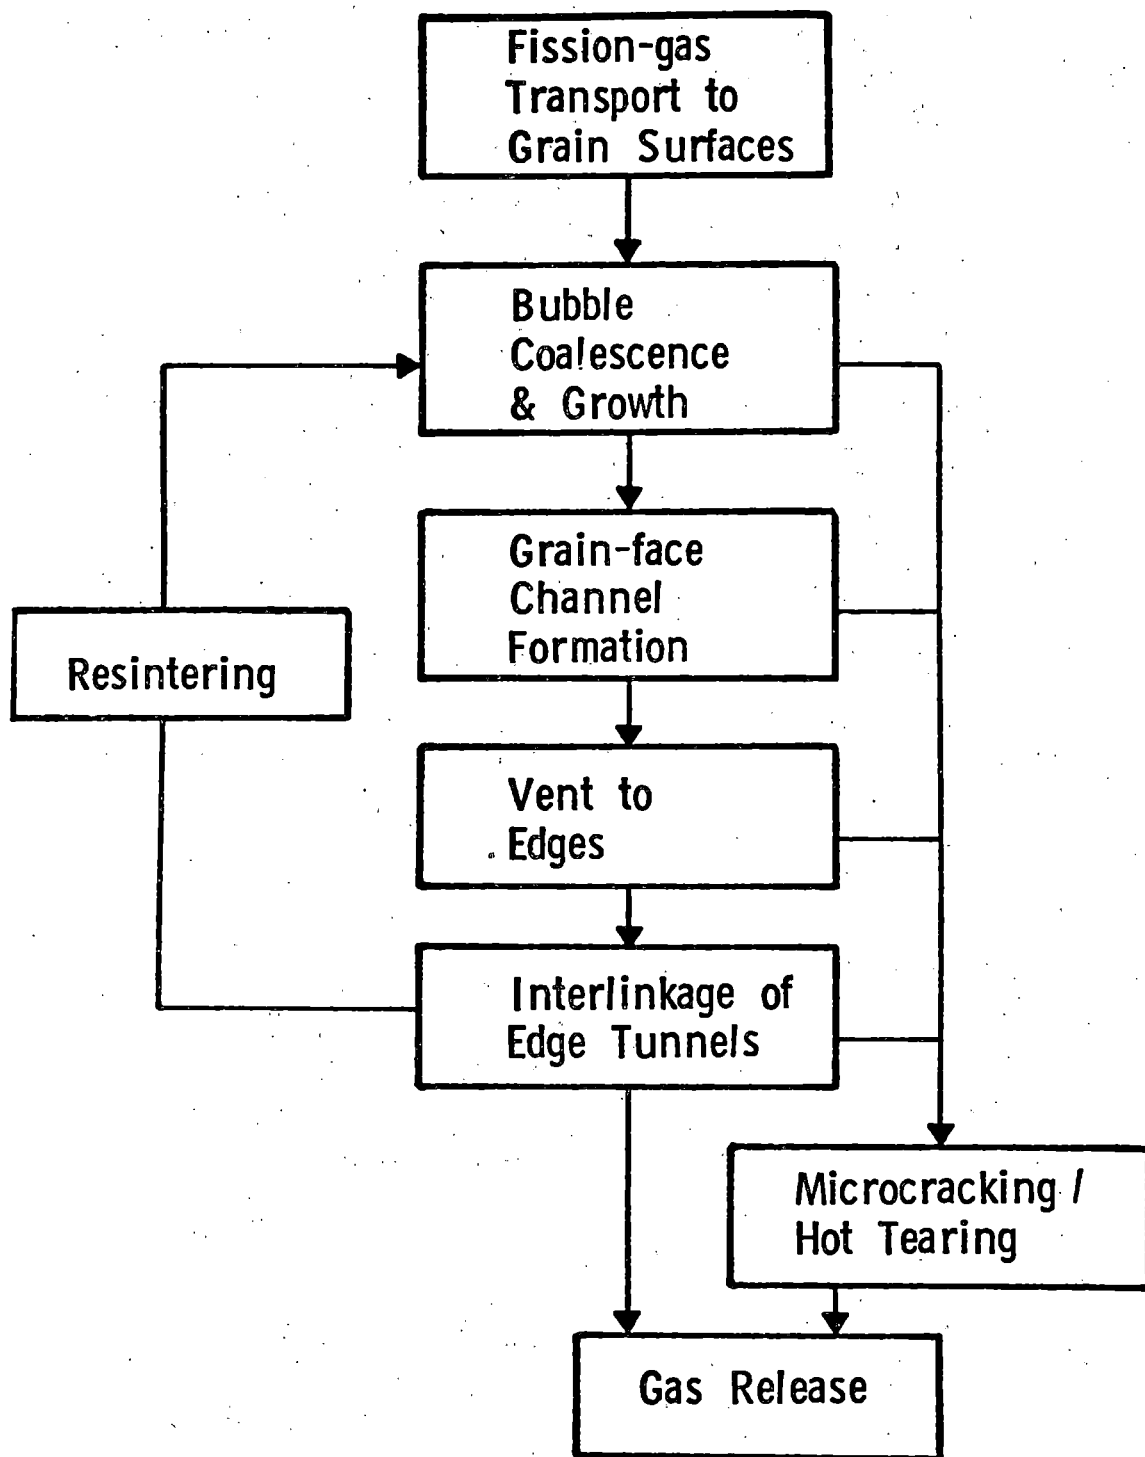 Fission-gas
Transport to
Grain Surfaces
Bubble
Coalescence
& Growth
Grain-face
Channel
Formation
Resintering
Vent to
Edges
Interlinkage of
Edge Tunnels
Microcracking /
Hot Tearing
Gas Release